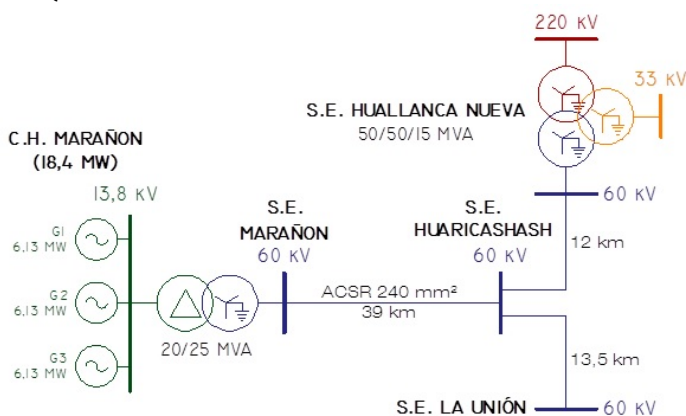 220 kV
33 kV
S.E. HUALLANCA NUEVA
50/50/15 MVA
C.H. MARAÑON
(18,4 MW)
13,8 kV
60 kV
S.E.
MARAÑON
60 kV
S.E.
HUARICASHASH
60 kV
12 km
G1
6,13 MW
G2
6,13 MW
G3
6,13 MW
20/25 MVA
ACSR 240 mm²
39 km
13,5 km
S.E. LA UNIÓN
60 kV